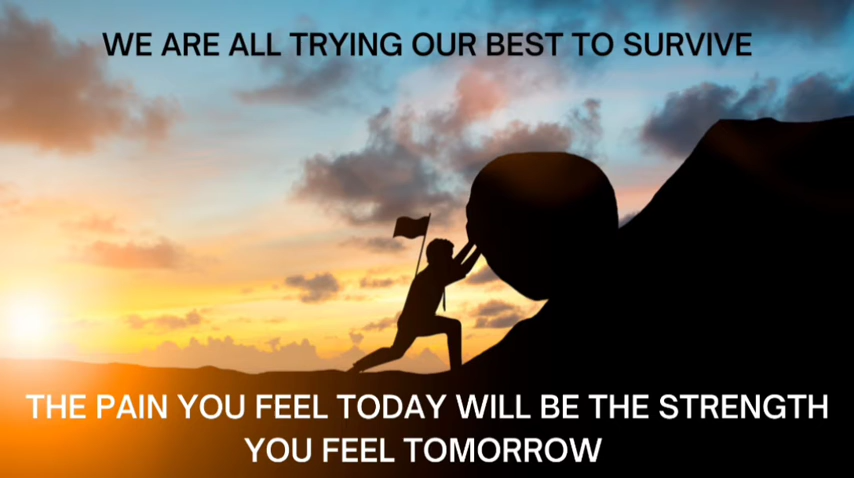 WE ARE ALL TRYING OUR BEST TO SURVIVE
THE PAIN YOU FEEL TODAY WILL BE THE STRENGTH
YOU FEEL TOMORROW